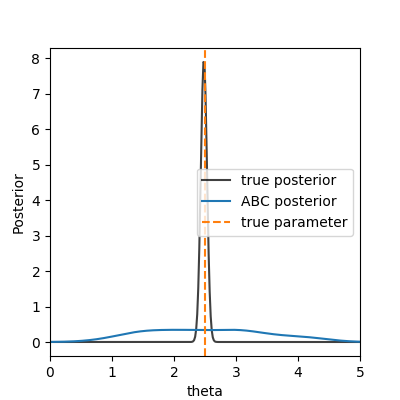 8
7
6
5
4
3
2
1
0
Posterior
true posterior
ABC posterior
true parameter
0 1 2 3 4 5
theta